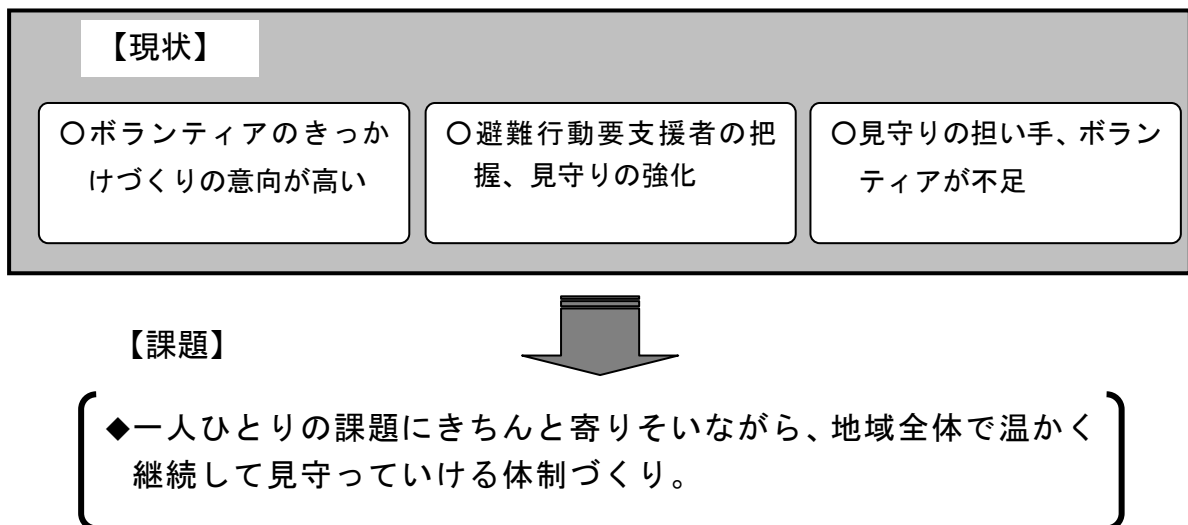 【現状】
○ボランティアのきっか
けづくりの意向が高い
○避難行動要支援者の把
握、見守りの強化
○見守りの担い手、ボラン
ティアが不足
【課題】
◆一人ひとりの課題にきちんと寄りそいながら、地域全体で温かく
継続して見守っていける体制づくり。